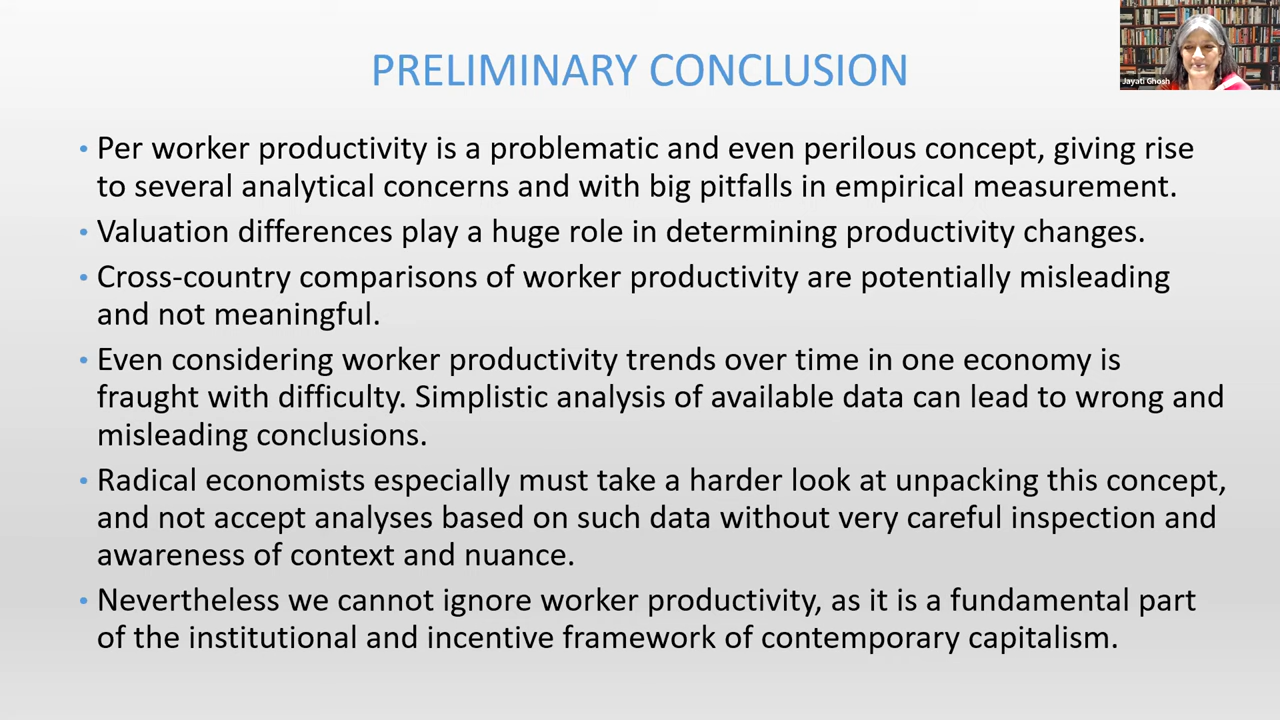 PRELIMINARY CONCLUSION
Jayati Ghosh
• Per worker productivity is a problematic and even perilous concept, giving rise
to several analytical concerns and with big pitfalls in empirical measurement.
• Valuation differences play a huge role in determining productivity changes.
• Cross-country comparisons of worker productivity are potentially misleading
and not meaningful.
• Even considering worker productivity trends over time in one economy is
fraught with difficulty. Simplistic analysis of available data can lead to wrong and
misleading conclusions.
• Radical economists especially must take a harder look at unpacking this concept,
and not accept analyses based on such data without very careful inspection and
awareness of context and nuance.
• Nevertheless we cannot ignore worker productivity, as it is a fundamental part
of the institutional and incentive framework of contemporary capitalism.